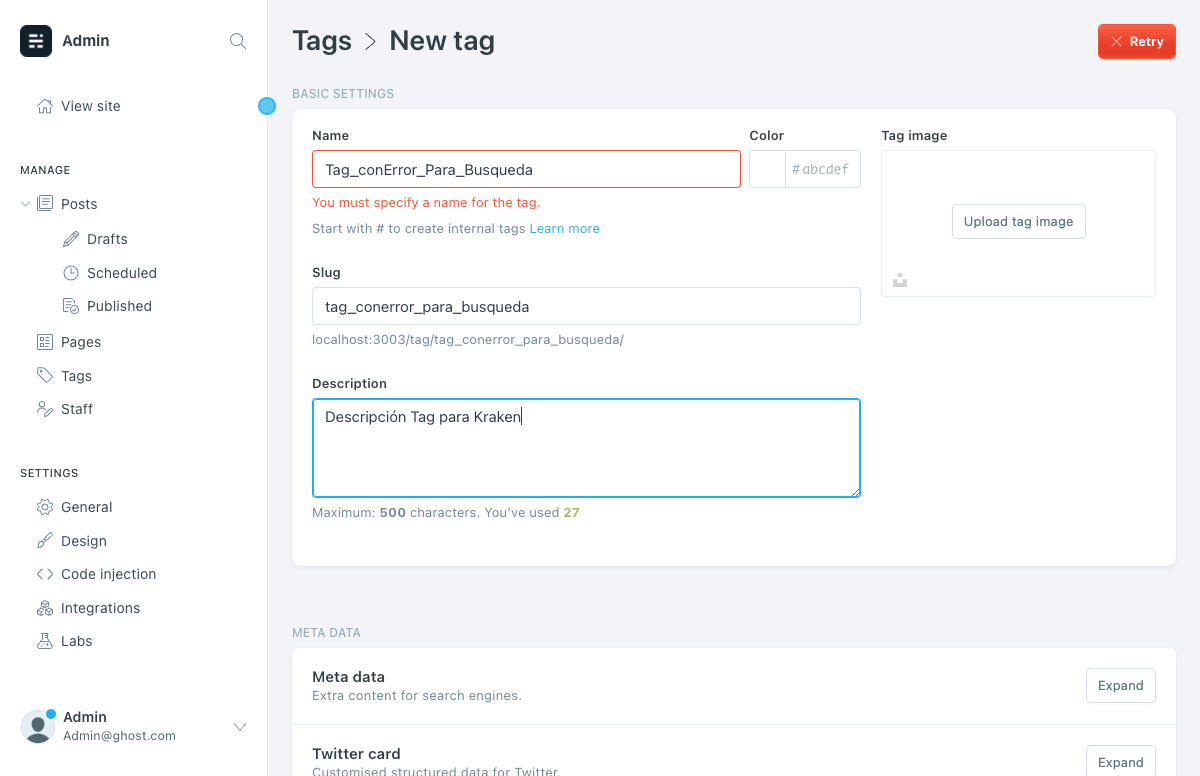 Admin
View site
MANAGE
Posts
Drafts
Scheduled
Published
Pages
Tags
Staff
SETTINGS
General
Design
Code injection
Integrations
Labs
Admin
Admin@ghost.com
Tags > New tag
Retry
BASIC SETTINGS
Name
Tag_conError_Para_Busqueda
You must specify a name for the tag.
Start with # to create internal tags Learn more
Color
#abcdef
Tag image
Upload tag image
Slug
tag_conerror_para_busqueda
localhost:3003/tag/tag_conerror_para_busqueda/
Description
Descripción Tag para Kraken
Maximum: 500 characters. You’ve used 27
META DATA
Meta data
Extra content for search engines.
Expand
Twitter card
Customised structured data for Twitter.
Expand